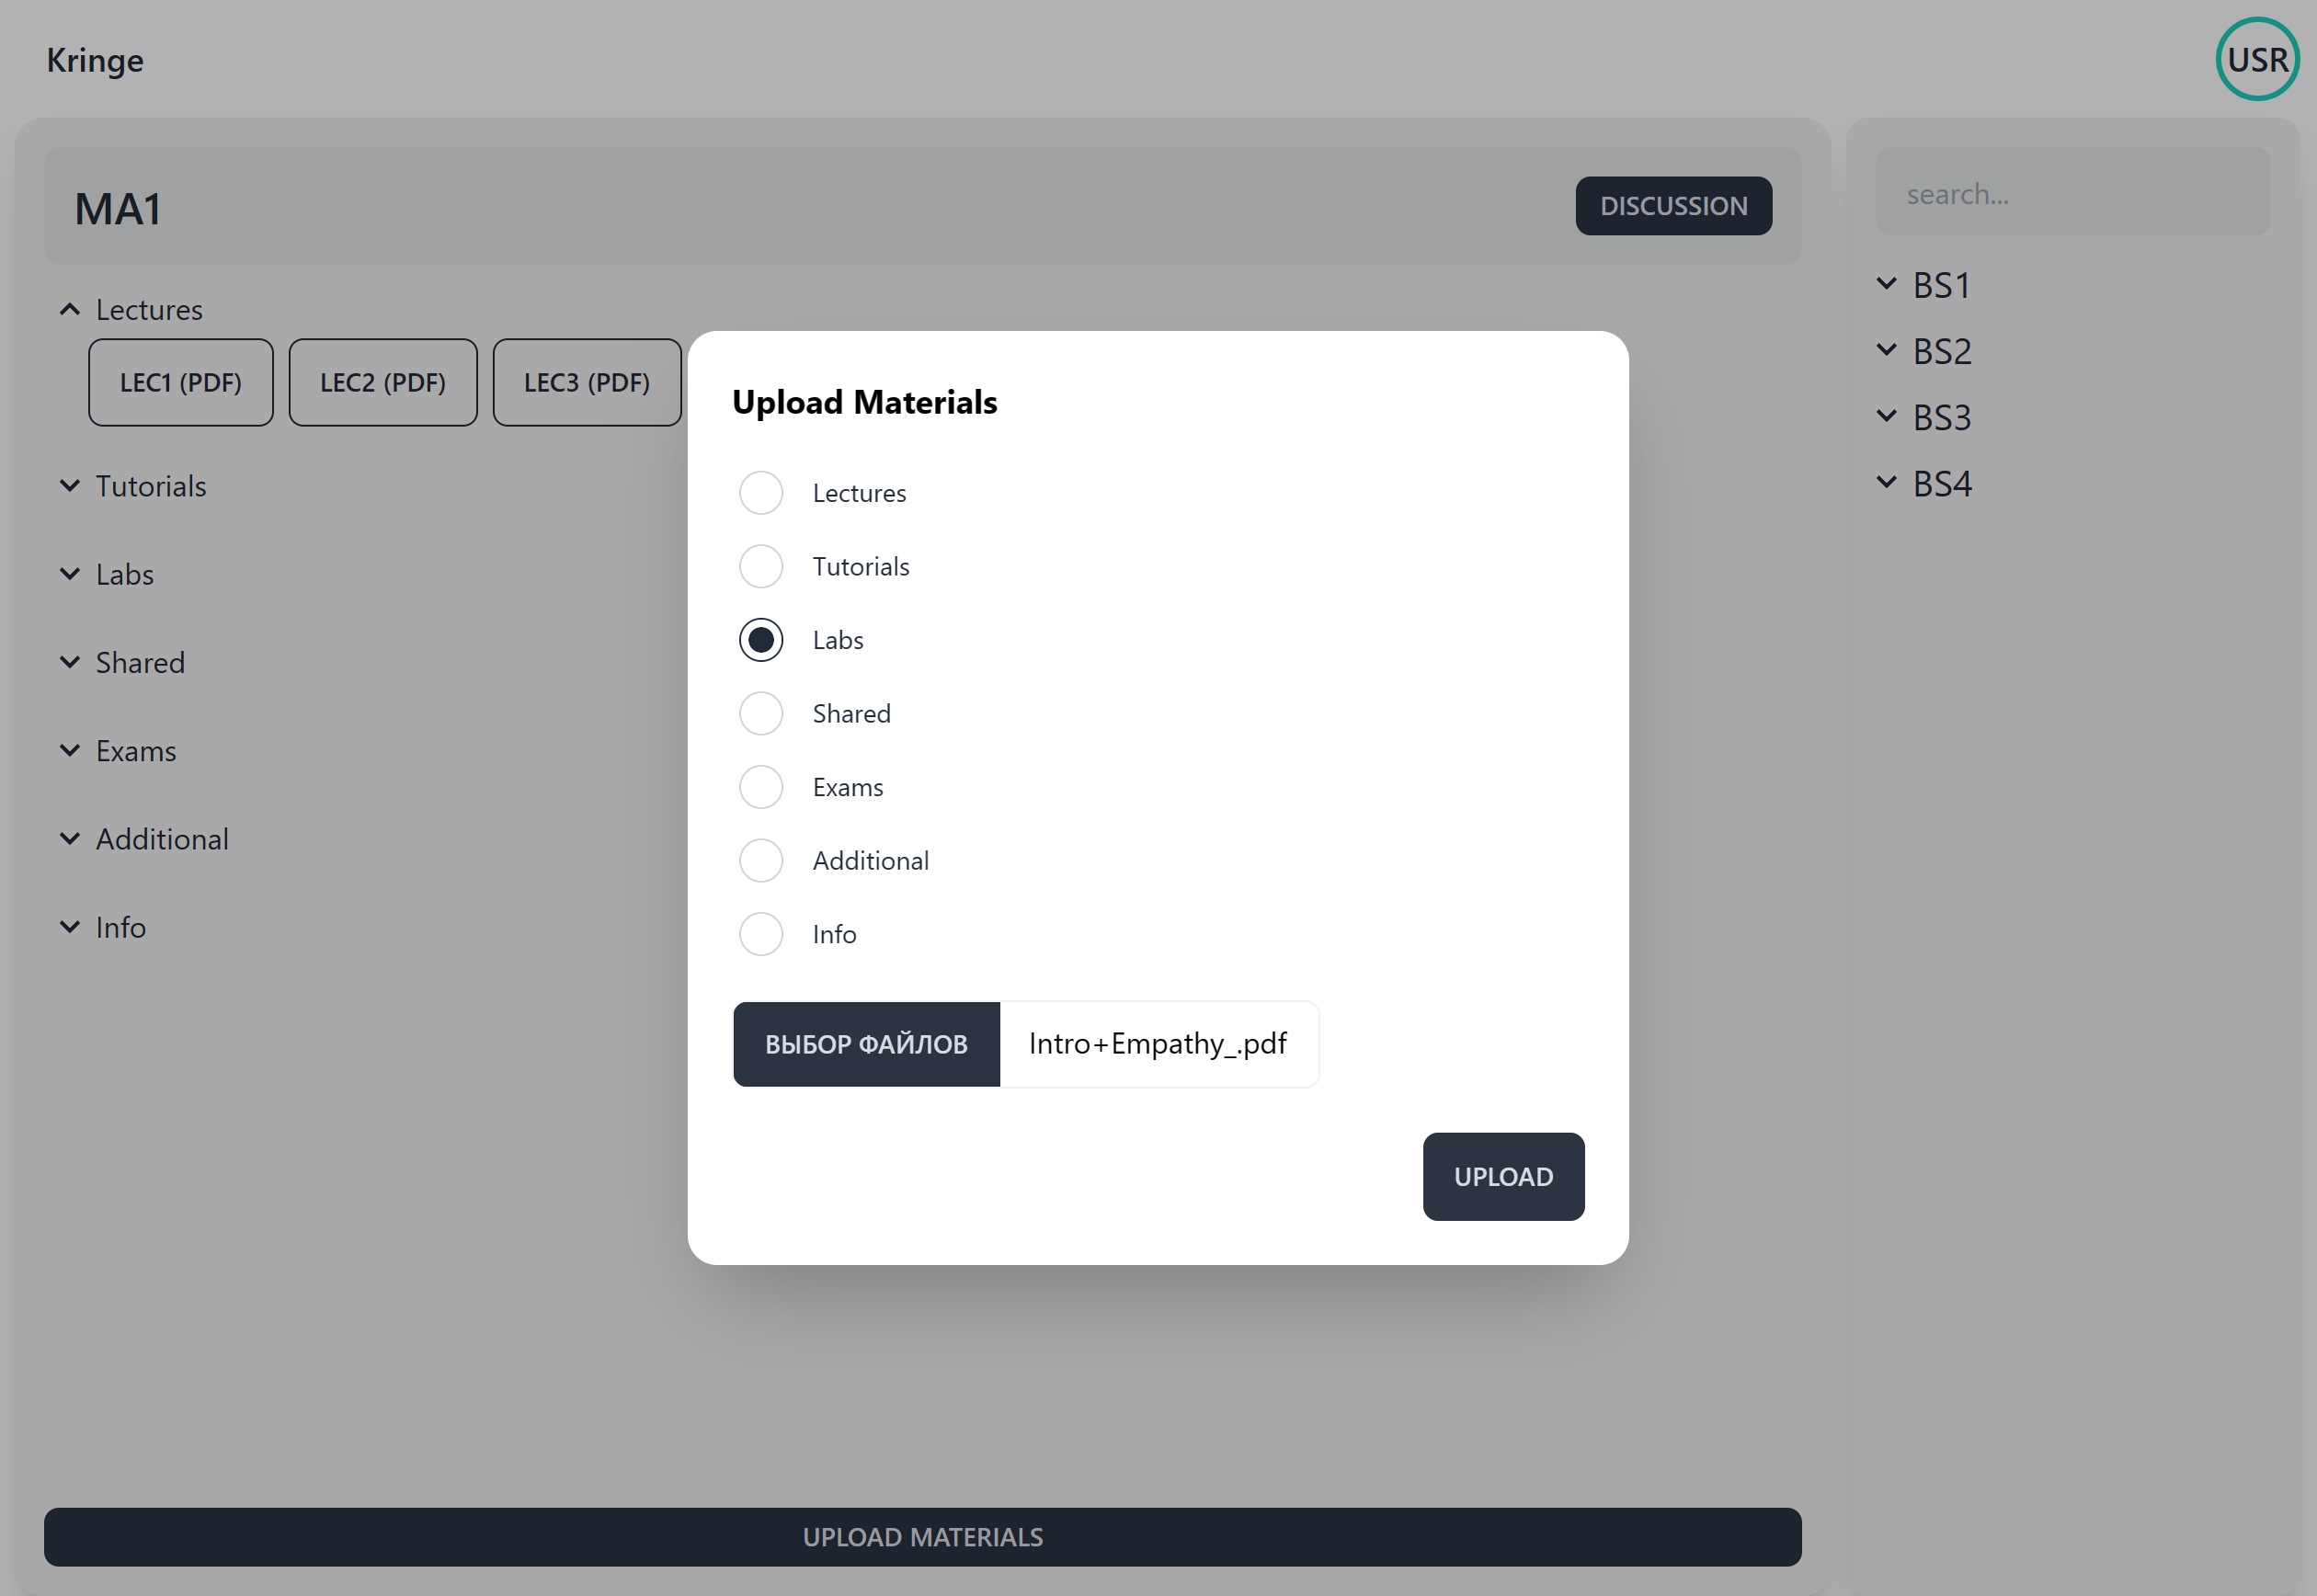 Kringe
USR
MA1
DISCUSSION
Lectures
LEC1 (PDF)
LEC2 (PDF)
LEC3 (PDF)
Tutorials
Labs
Shared
Exams
Additional
Info
UPLOAD MATERIALS
search...
BS1
BS2
BS3
BS4
Upload Materials
Lectures
Tutorials
Labs
Shared
Exams
Additional
Info
ВЫБОР ФАЙЛОВ Intro+Empathy_.pdf
UPLOAD